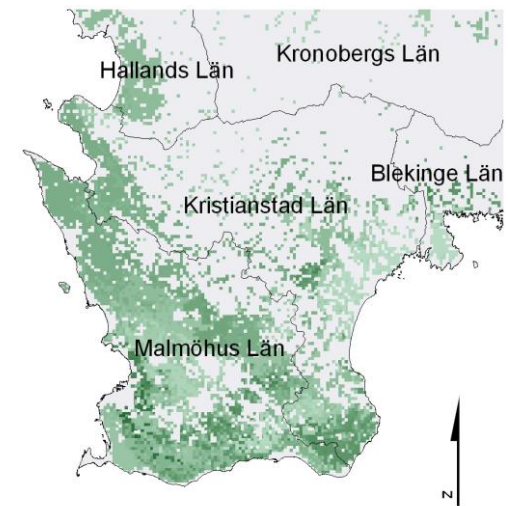 Kronobergs Län
Hallands Län
Blekinge Län
Kristianstad Län
Malmöhus Län
N